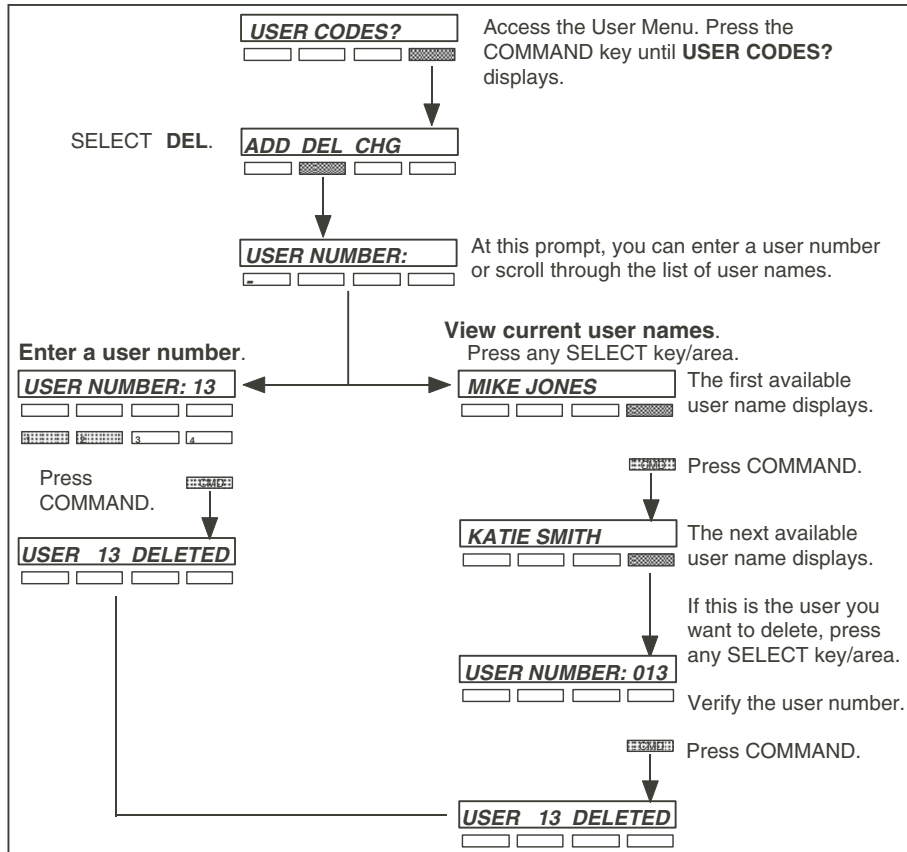 USER CODES?
Access the User Menu. Press the
COMMAND key until USER CODES?
displays.
SELECT DEL.
ADD DEL CHG
USER NUMBER:
-
At this prompt, you can enter a user number
or scroll through the list of user names.
Enter a user number.
USER NUMBER: 13
1 2 3 4
Press
COMMAND.
CMD
USER 13 DELETED
View current user names.
Press any SELECT key/area.
MIKE JONES
The first available
user name displays.
CMD
Press COMMAND.
KATIE SMITH
The next available
user name displays.
If this is the user you
want to delete, press
any SELECT key/area.
USER NUMBER: 013
Verify the user number.
CMD
Press COMMAND.
USER 13 DELETED